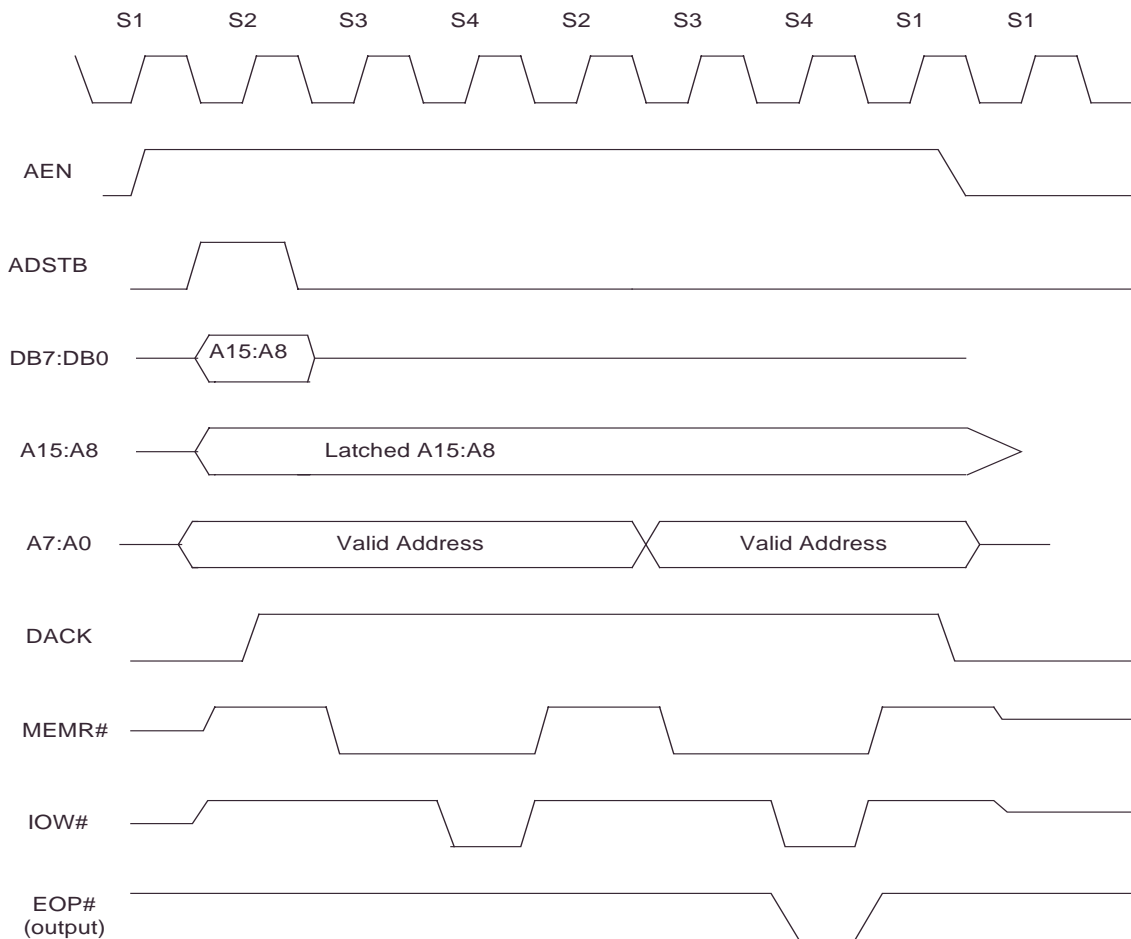 S1 S2 S3 S4 S2 S3 S4 S1 S1
AEN
ADSTB
DB7:DB0 A15:A8
A15:A8 Latched A15:A8
A7:A0 Valid Address Valid Address
DACK
MEMR#
IOW#
EOP#
(output)